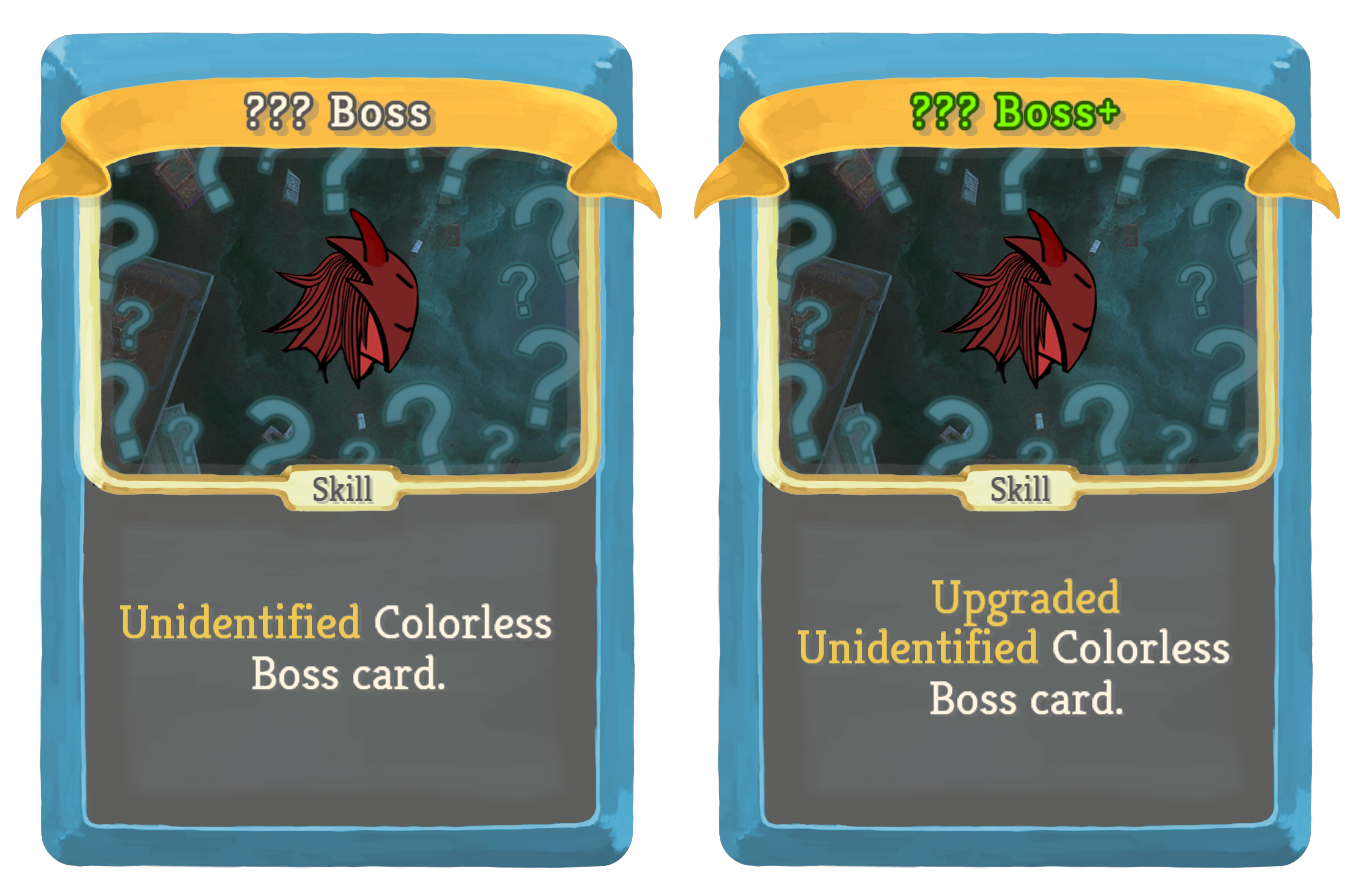 ??? Boss
Skill
Unidentified Colorless
Boss card.
??? Boss+
Skill
Upgraded
Unidentified Colorless
Boss card.